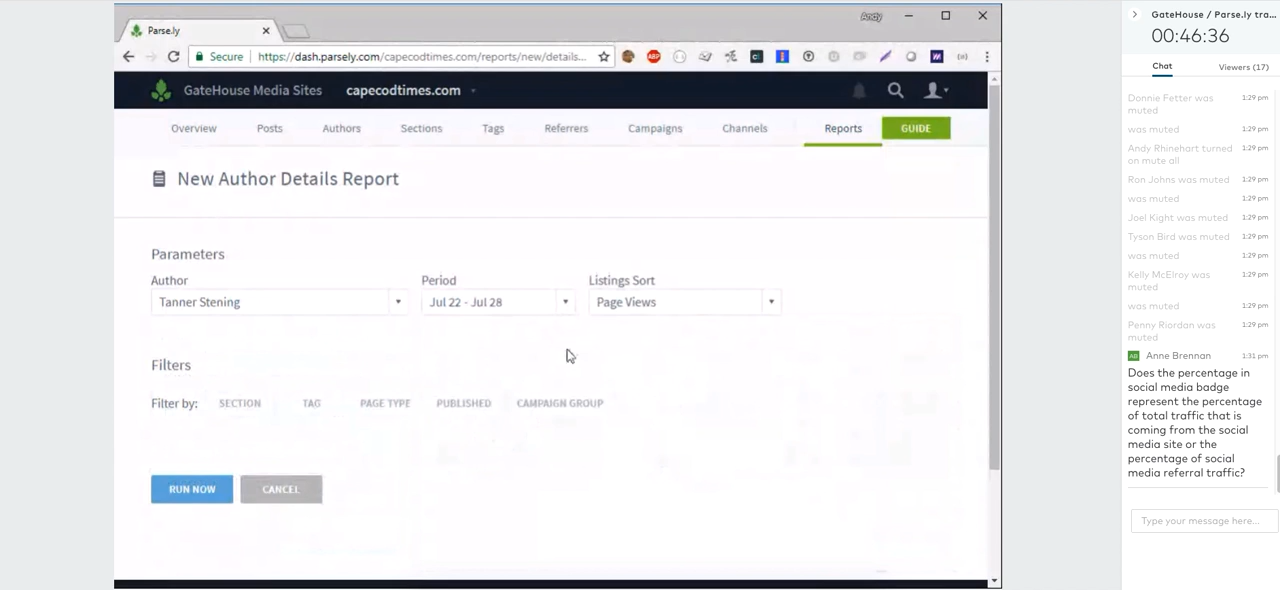 Parse.ly
Andy
Secure https://dash.parsely.com/capecodtimes.com/reports/new/details...
GateHouse Media Sites capecodtimes.com
Overview Posts Authors Sections Tags Referrers Campaigns Channels Reports GUIDE
New Author Details Report
Parameters
Author Period Listings Sort
Tanner Stening Jul 22 - Jul 28 Page Views
Filters
Filter by: SECTION TAG PAGE TYPE PUBLISHED CAMPAIGN GROUP
RUN NOW CANCEL
GateHouse / Parse.ly tra...
00:46:36
Chat Viewers (17)
Donnie Fetter was 1:29 pm
muted
was muted 1:29 pm
Andy Rhinehart turned 1:29 pm
on mute all
Ron Johns was muted 1:29 pm
was muted 1:29 pm
Joel Kight was muted 1:29 pm
Tyson Bird was muted 1:29 pm
was muted 1:29 pm
Kelly McElroy was 1:29 pm
muted
was muted 1:29 pm
Penny Riordan was 1:29 pm
muted
AB Anne Brennan 1:31 pm
Does the percentage in
social media badge
represent the percentage
of total traffic that is
coming from the social
media site or the
percentage of social
media referral traffic?
Type your message here...